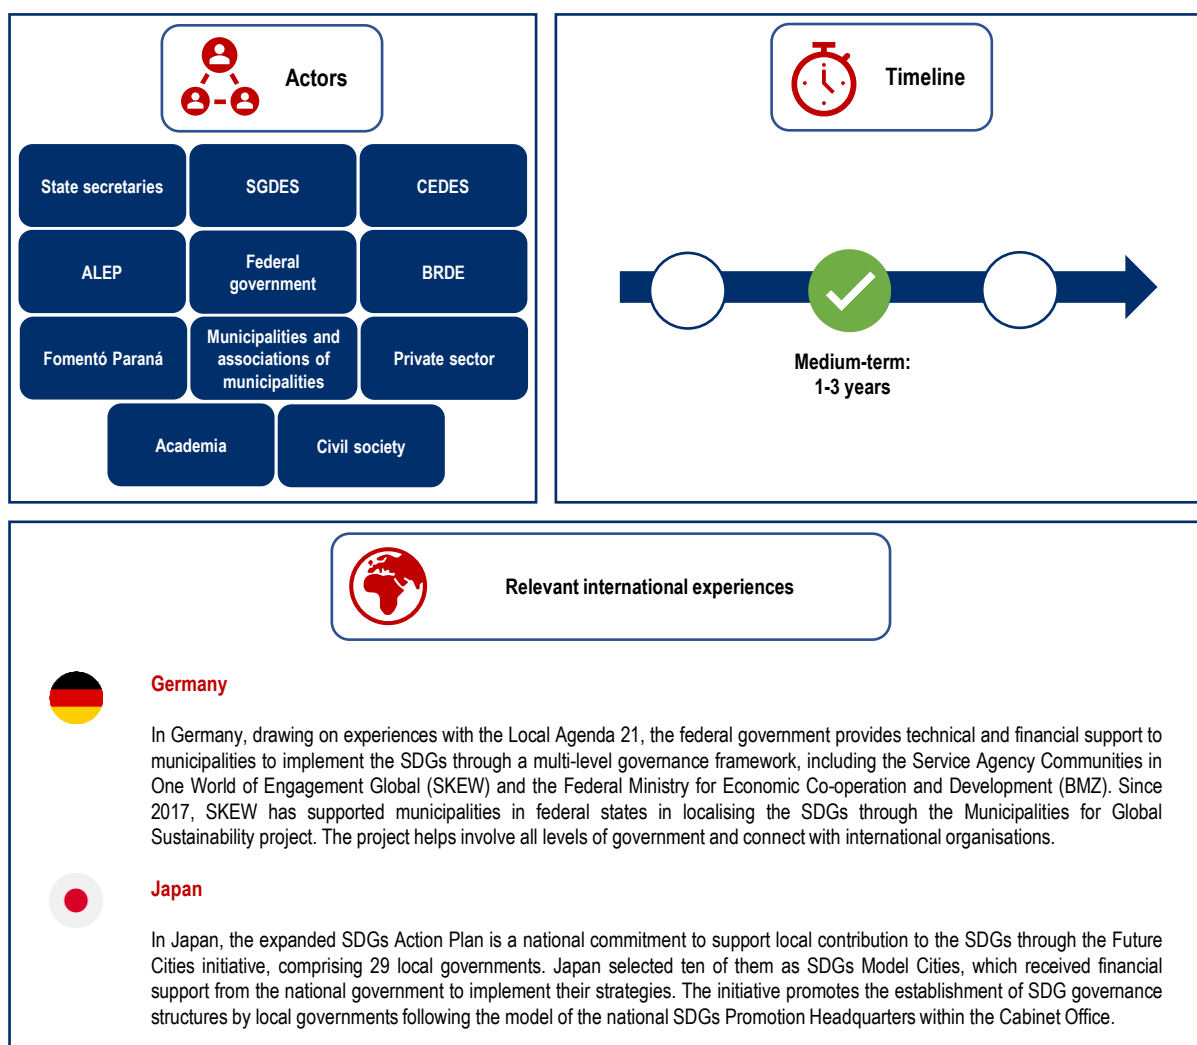 Actors
State secretaries
SGDES
CEDES
ALEP
Federal
government
BRDE
Fomentó Paraná
Municipalities and
associations of
municipalities
Private sector
Academia
Civil society
Timeline
Medium-term:
1-3 years
Relevant international experiences
Germany
In Germany, drawing on experiences with the Local Agenda 21, the federal government provides technical and financial support to
municipalities to implement the SDGs through a multi-level governance framework, including the Service Agency Communities in
One World of Engagement Global (SKEW) and the Federal Ministry for Economic Co-operation and Development (BMZ). Since
2017, SKEW has supported municipalities in federal states in localising the SDGs through the Municipalities for Global
Sustainability project. The project helps involve all levels of government and connect with international organisations.
Japan
In Japan, the expanded SDGs Action Plan is a national commitment to support local contribution to the SDGs through the Future
Cities initiative, comprising 29 local governments. Japan selected ten of them as SDGs Model Cities, which received financial
support from the national government to implement their strategies. The initiative promotes the establishment of SDG governance
structures by local governments following the model of the national SDGs Promotion Headquarters within the Cabinet Office.